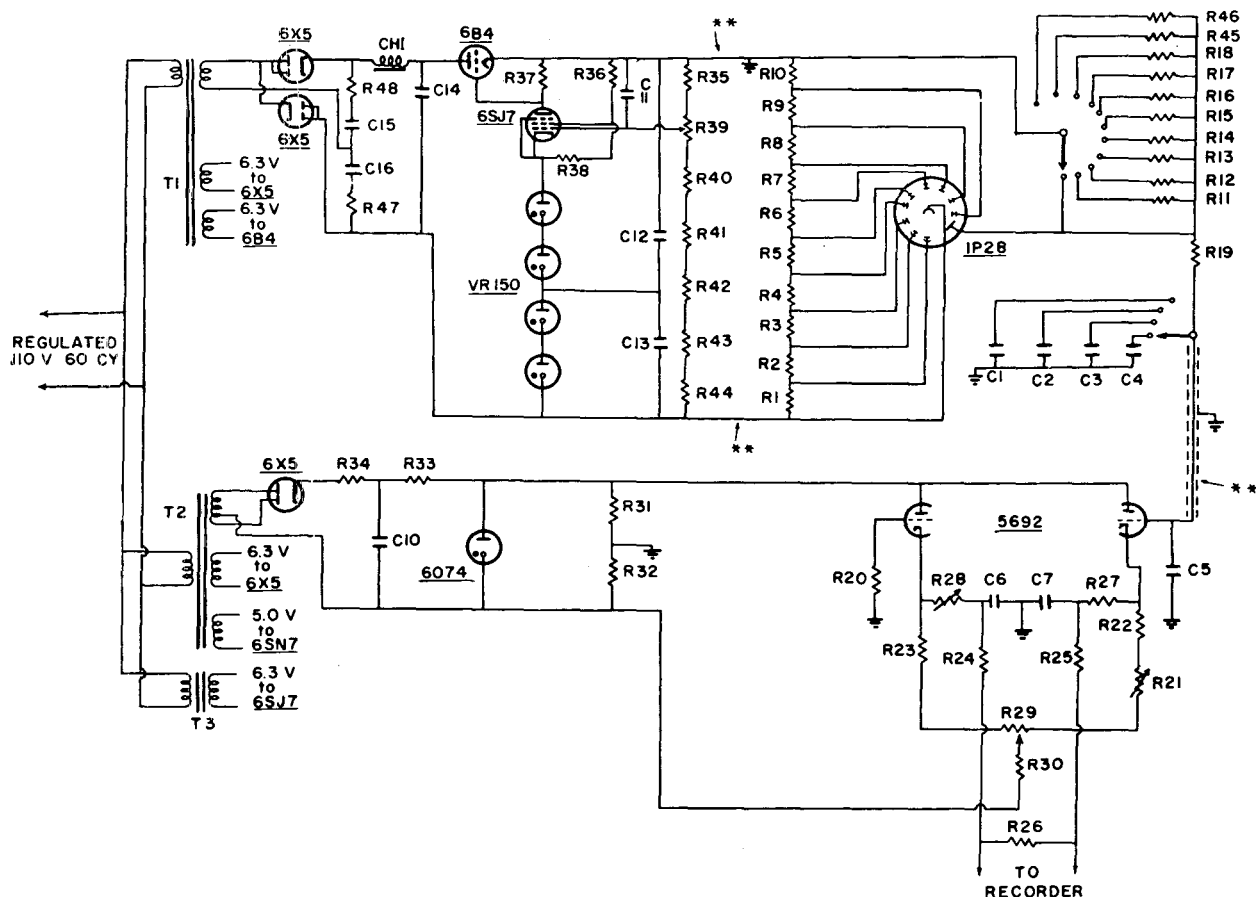 R46
R45
R18
R17
R16
R15
R14
R13
R12
R11
R19
6X5
CHI
6B4
**
R37
R36
C11
R35
R10
R48
C14
R9
6SJ7
R39
R8
C15
6X5
R38
R7
C16
R40
R6
T1
6.3 V
to
6X5
R47
R41
R5
1P28
6.3 V
to
6B4
C12
VR150
R42
R4
R3
C13
R43
R2
R44
R1
C1
C2
C3
C4
**
**
REGULATED
110 V 60 CY
6X5
R34
R33
T2
C10
6074
R31
R32
5692
C5
6.3 V
to
6X5
R20
R28
C6
C7
R27
R22
5.0 V
to
6SN7
R23
R24
R25
R21
6.3 V
to
6SJ7
T3
R29
R30
R26
TO
RECORDER